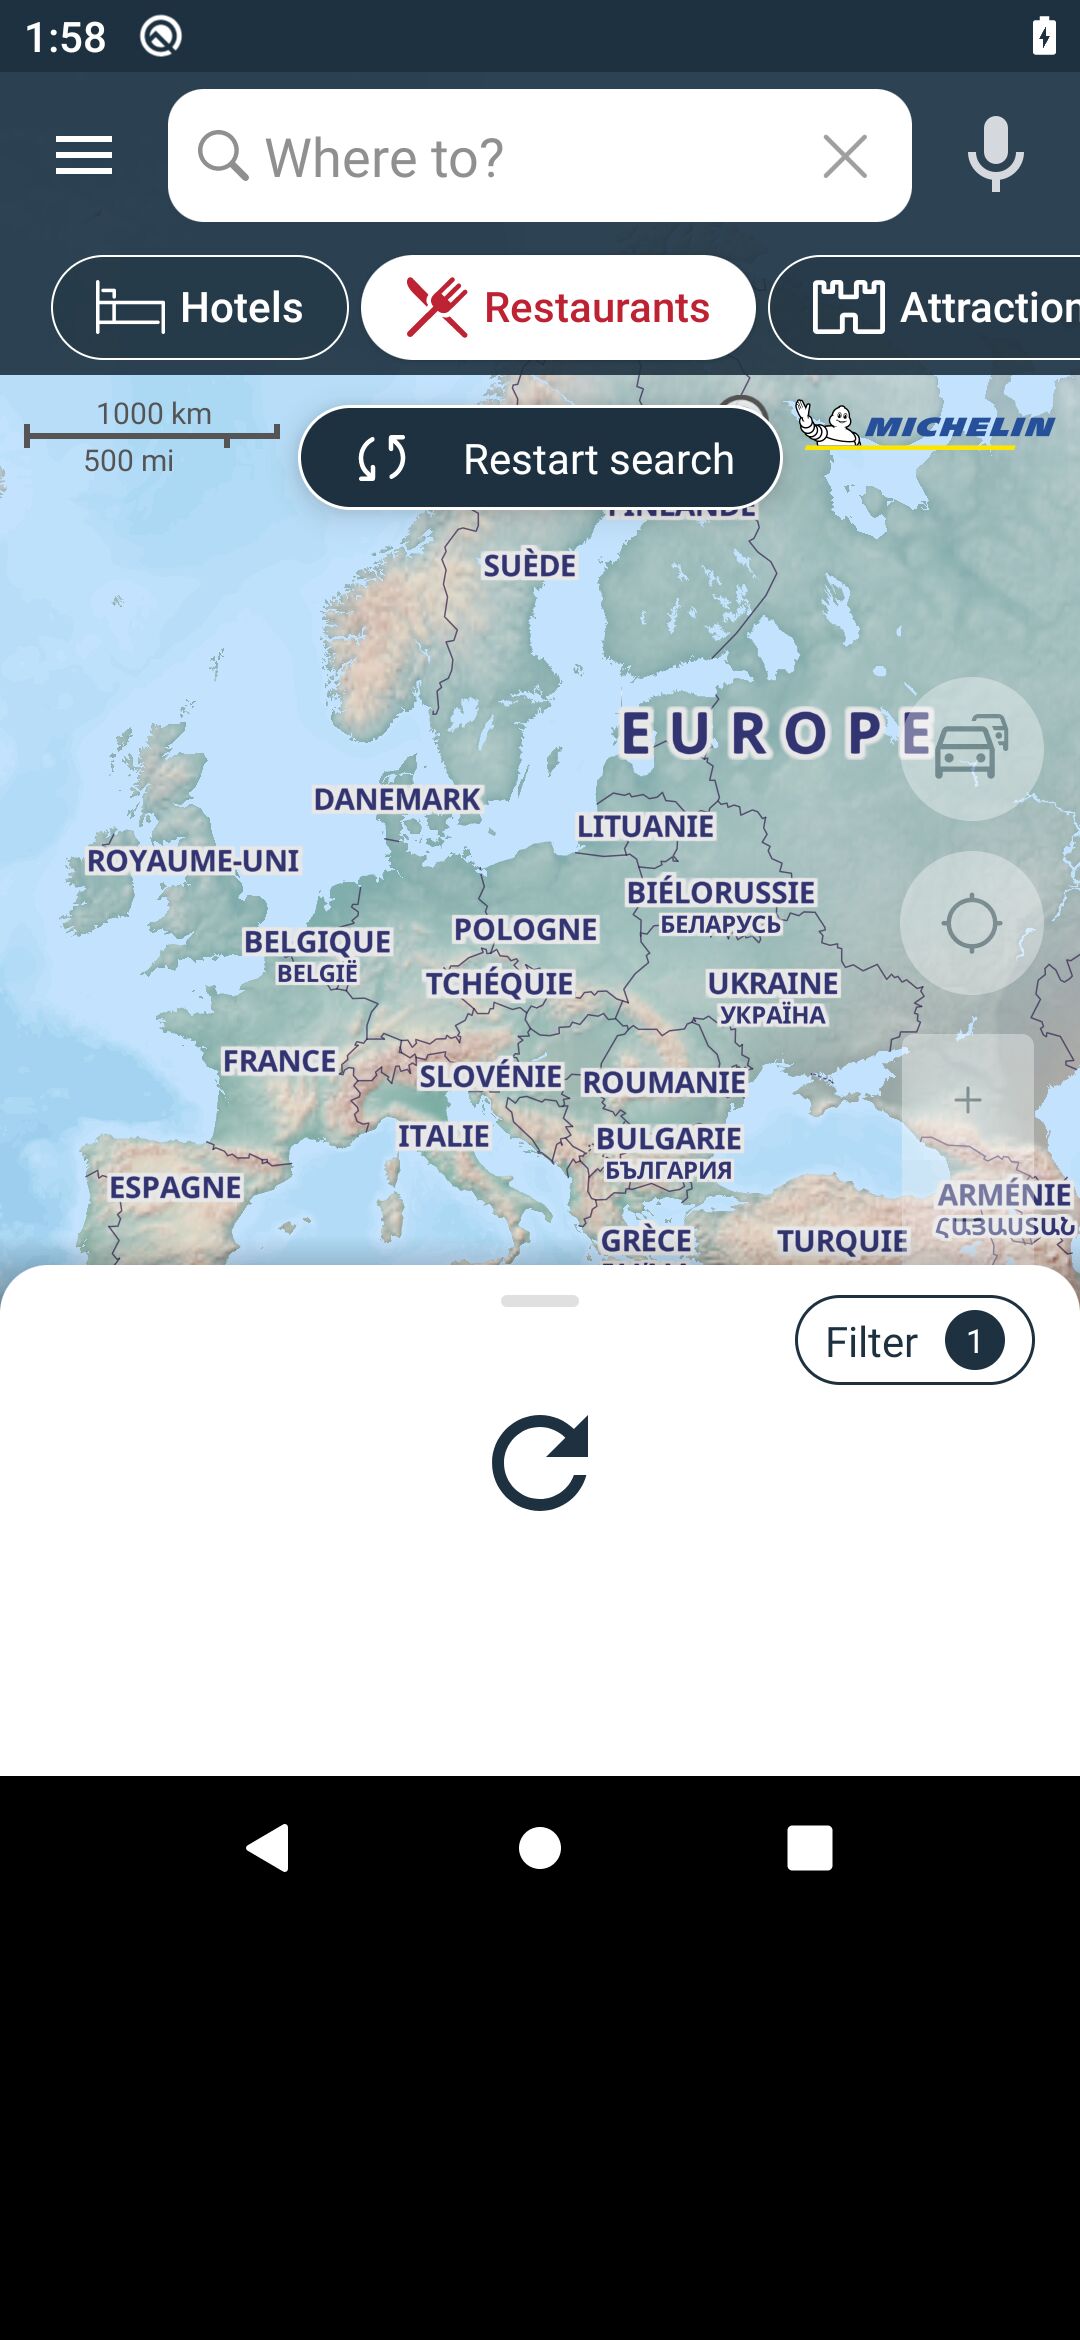 1:58
Where to?
Hotels
Restaurants
Attraction
1000 km
500 mi
Restart search
MICHELIN
FINLANDE
SUÈDE
EUROPE
DANEMARK
LITUANIE
ROYAUME-UNI
BIÉLORUSSIE
БЕЛАРУСЬ
POLOGNE
BELGIQUE
BELGIË
TCHÉQUIE
UKRAINE
УКРАЇНА
FRANCE
SLOVÉNIE
ROUMANIE
ITALIE
BULGARIE
БЪЛГАРИЯ
ESPAGNE
ARMÉNIE
ՀԱՅԱՍՏԱՆ
GRÈCE
TURQUIE
Filter 1